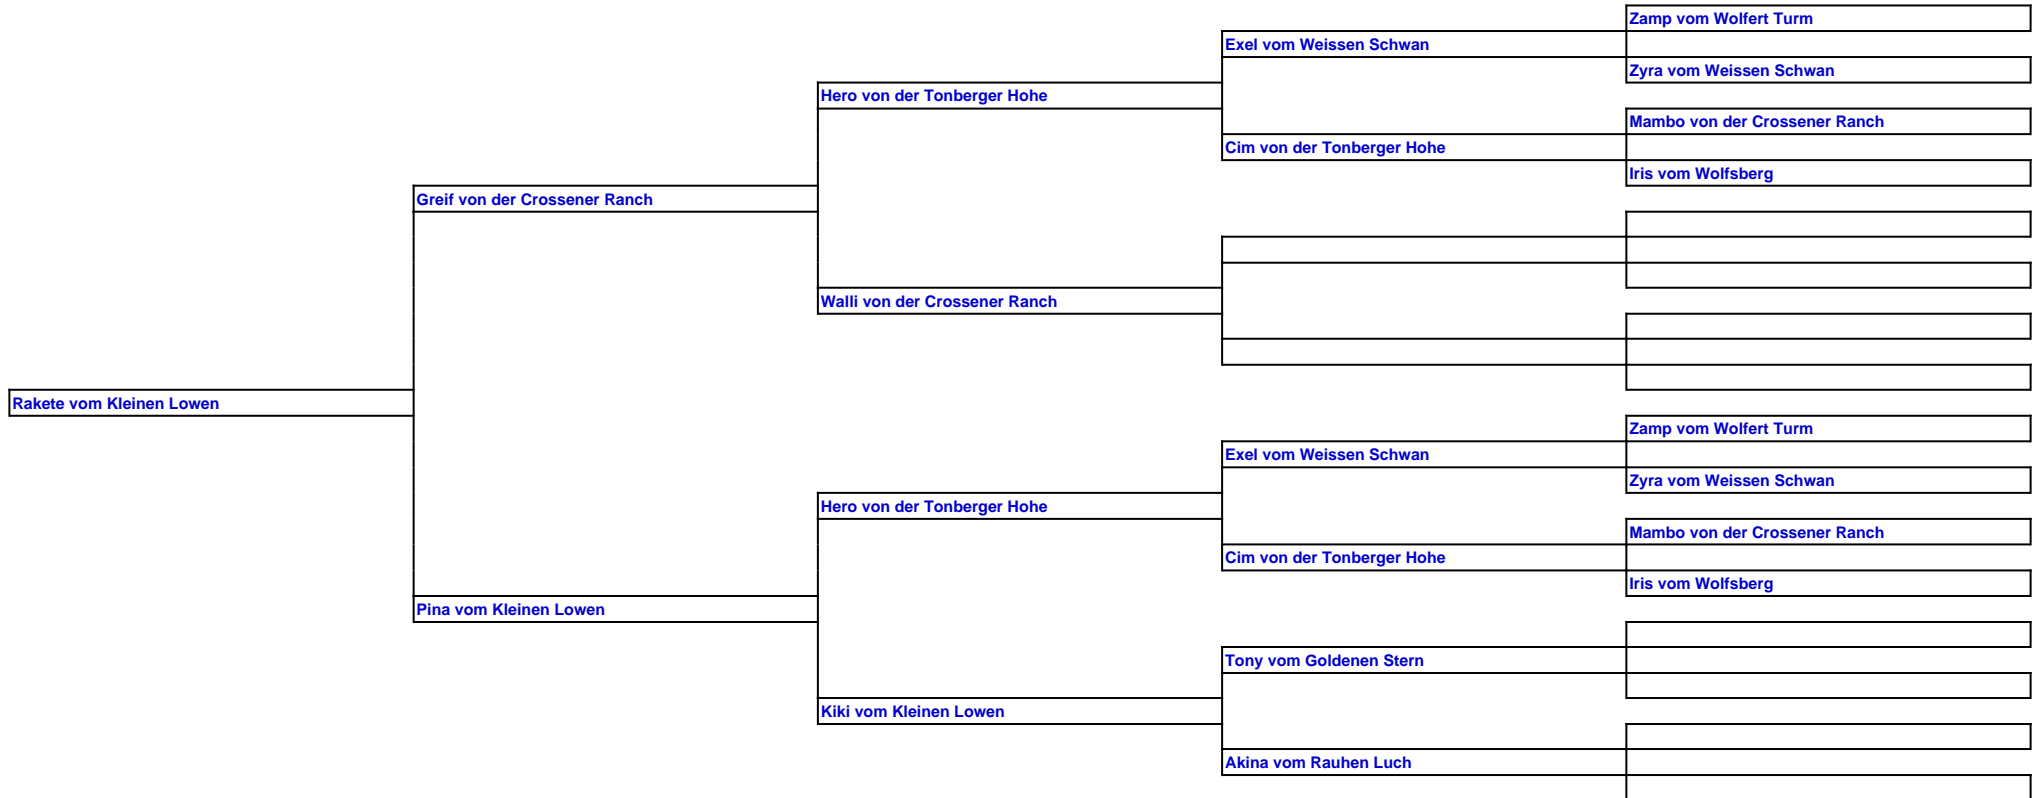 Zamp vom Wolfert Turm
Exel vom Weissen Schwan
Zyra vom Weissen Schwan
Hero von der Tonberger Hohe
Mambo von der Crossener Ranch
Cim von der Tonberger Hohe
Iris vom Wolfsberg
Greif von der Crossener Ranch
Walli von der Crossener Ranch
Rakete vom Kleinen Lowen
Zamp vom Wolfert Turm
Exel vom Weissen Schwan
Zyra vom Weissen Schwan
Hero von der Tonberger Hohe
Mambo von der Crossener Ranch
Cim von der Tonberger Hohe
Iris vom Wolfsberg
Pina vom Kleinen Lowen
Tony vom Goldenen Stern
Kiki vom Kleinen Lowen
Akina vom Rauhen Luch